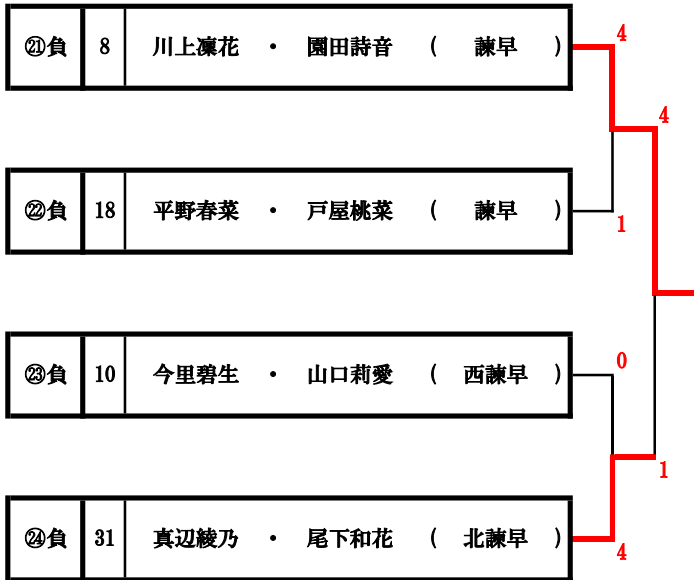 ㉑負 8 川上凜花 ・ 園田詩音 ( 諫早 ) 4
4
㉒負 18 平野春菜 ・ 戸屋桃菜 ( 諫早 ) 1
㉓負 10 今里碧生 ・ 山口莉愛 ( 西諫早 ) 0
1
㉔負 31 真辺綾乃 ・ 尾下和花 ( 北諫早 ) 4